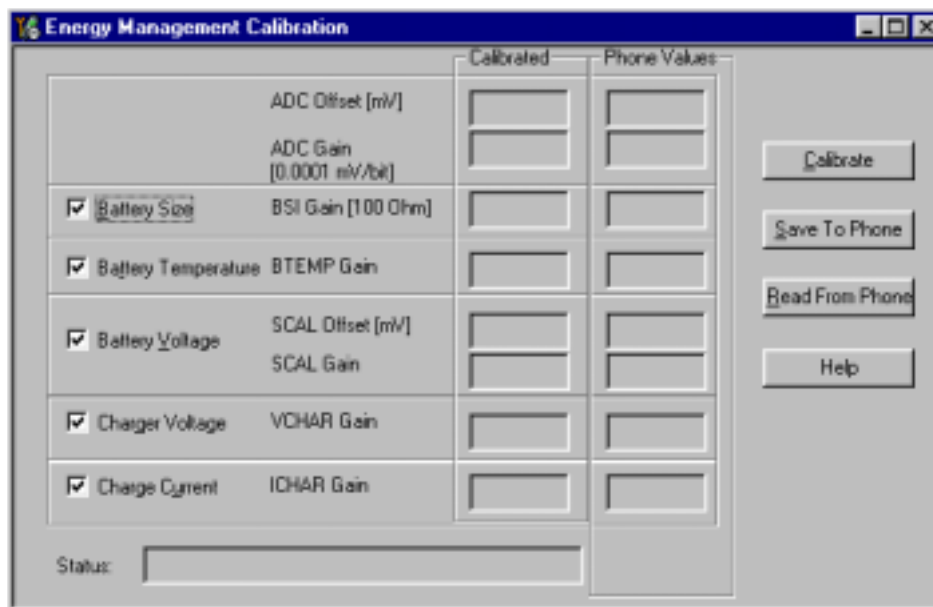 Energy Management Calibration
Calibrated Phone Values
ADC Offset [mV]
ADC Gain
[0.0001 mV/bit]
Calibrate
Battery Size BSI Gain [100 Ohm]
Save To Phone
Battery Temperature BTEMP Gain
Read From Phone
SCAL Offset [mV]
Battery Voltage
SCAL Gain
Help
Charger Voltage VCHAR Gain
Charge Current ICHAR Gain
Status: